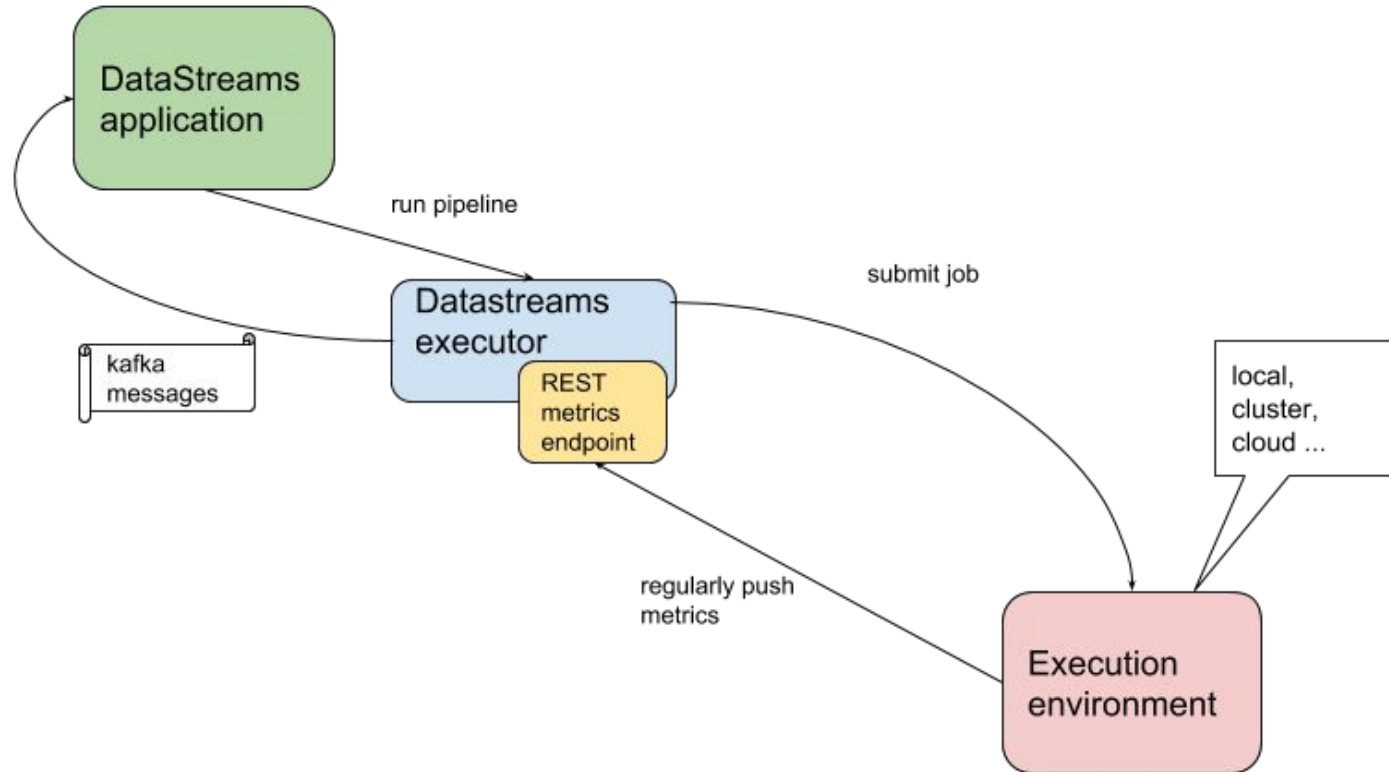 DataStreams
application
run pipeline
submit job
Datastreams
executor
kafka
messages
REST
metrics
endpoint
local,
cluster,
cloud ...
regularly push
metrics
Execution
environment